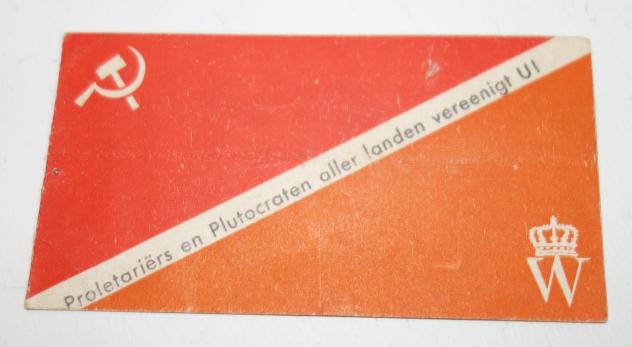 Proletariërs en Plutocraten aller landen vereenigt U!
W